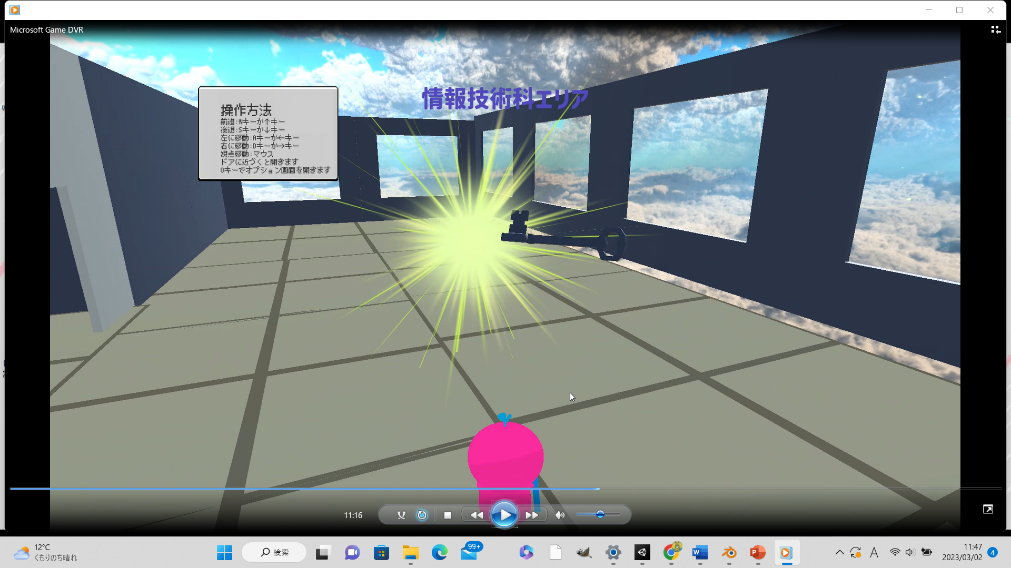 Microsoft Game DVR
情報技術科エリア
操作方法
前進:Wキーか↑キー
後退:Sキーか↓キー
左に移動:Aキーか←キー
右に移動:Dキーか→キー
視点移動:マウス
ドアに近づくと開きます
Oキーでオプション画面を開きます
11:16
12°C
くもりのち晴れ
検索
99+
A
11:47
2023/03/02
4